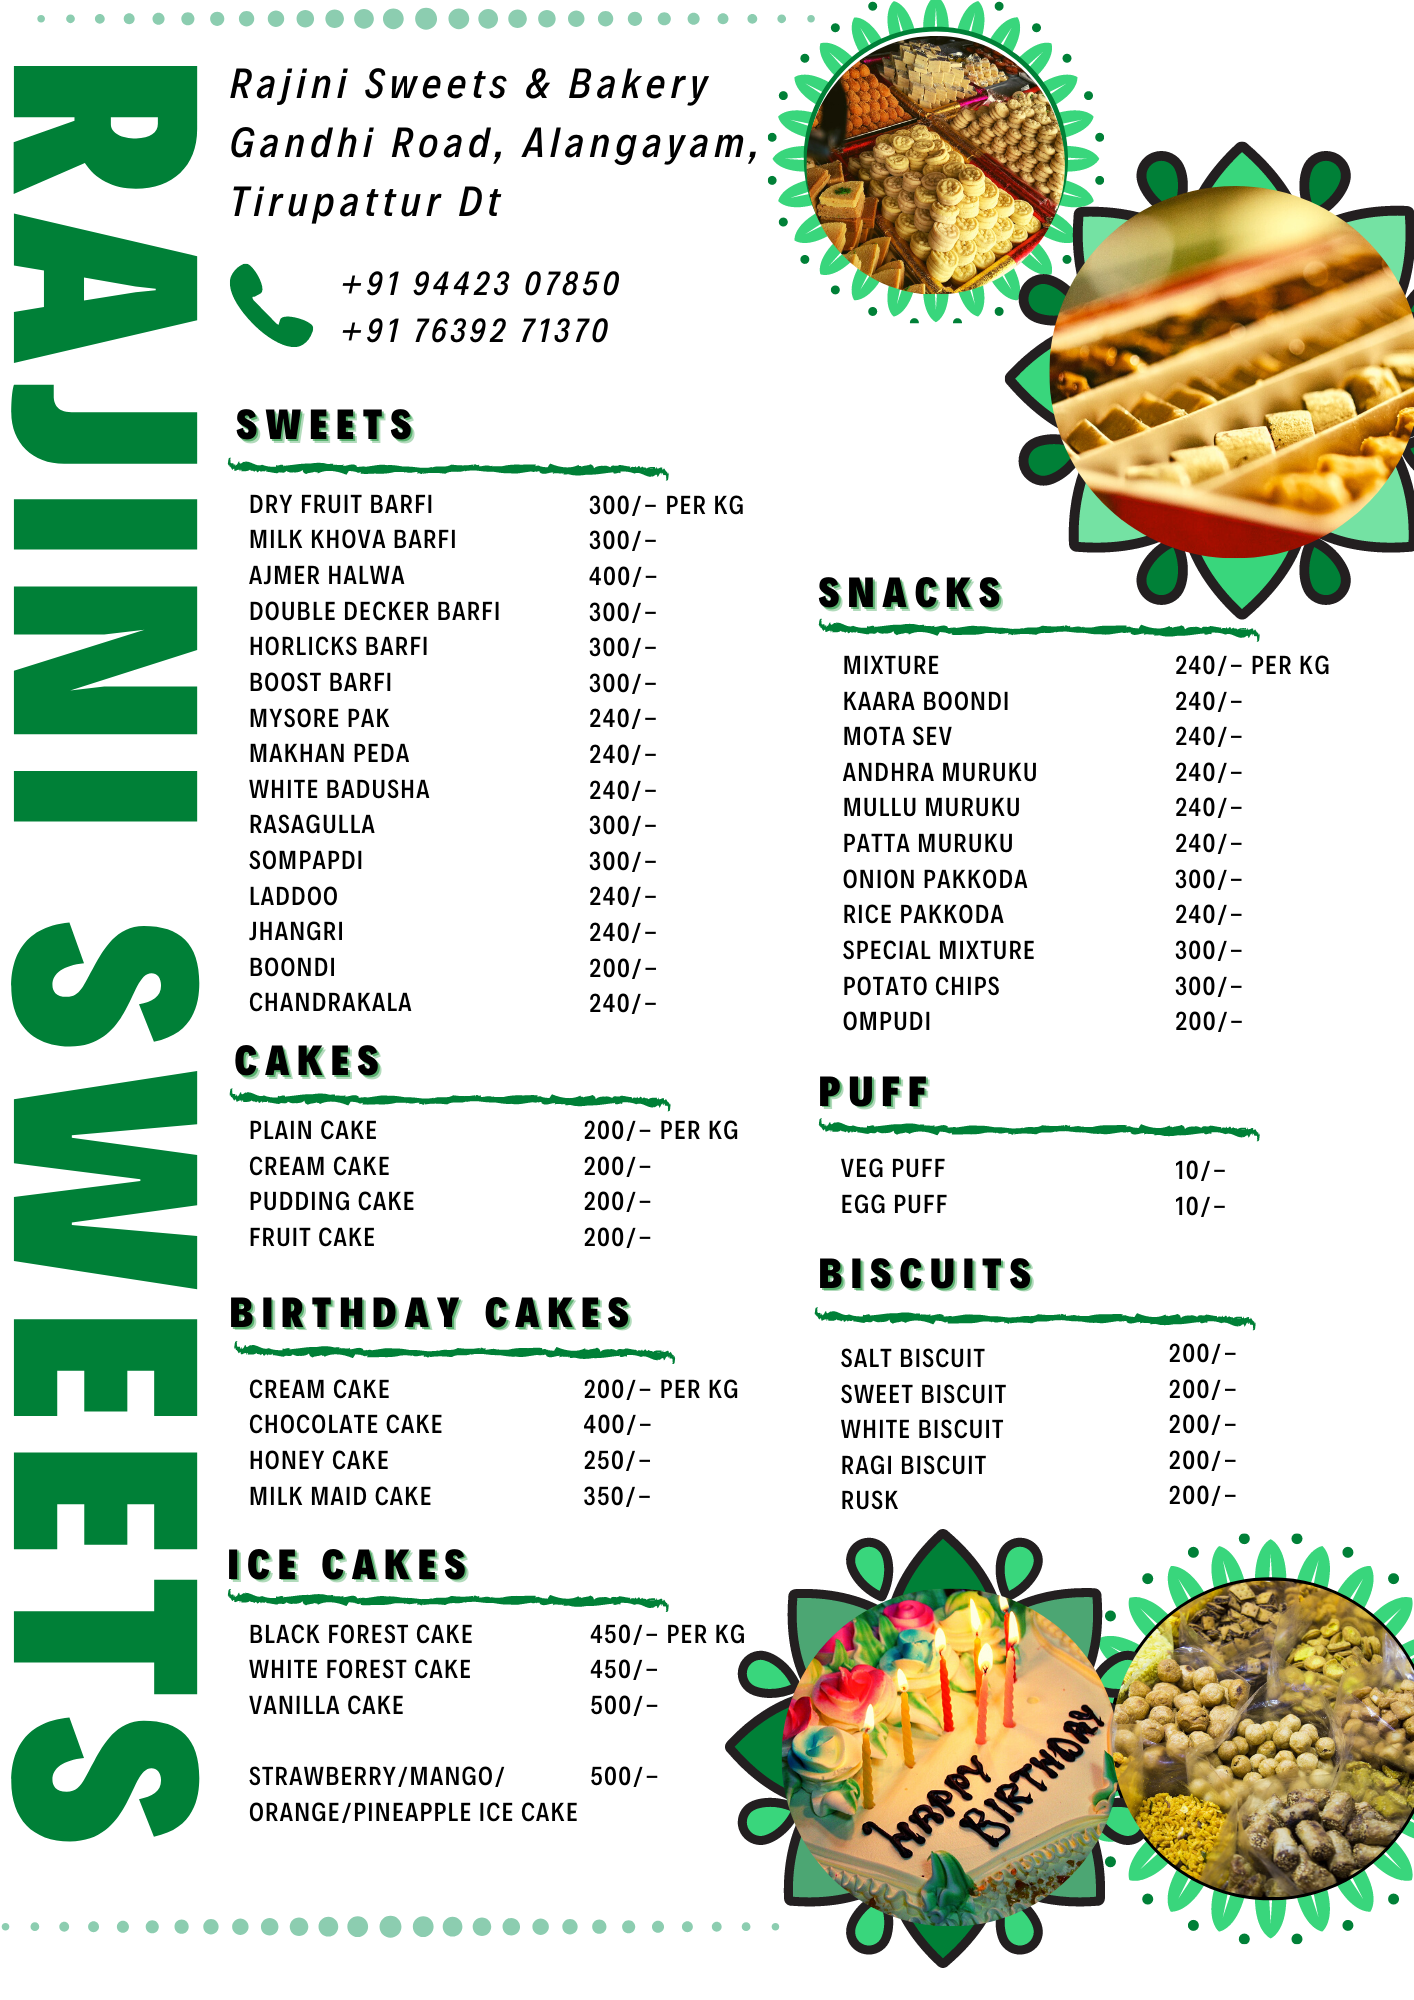 RAJINI SWEETS
Rajini Sweets & Bakery
Gandhi Road, Alangayam,
Tirupattur Dt
+91 94423 07850
+91 76392 71370
SWEETS
DRY FRUIT BARFI 300/- PER KG
MILK KHOVA BARFI 300/-
AJMER HALWA 400/-
DOUBLE DECKER BARFI 300/-
HORLICKS BARFI 300/-
BOOST BARFI 300/-
MYSORE PAK 240/-
MAKHAN PEDA 240/-
WHITE BADUSHA 240/-
RASAGULLA 300/-
SOMPAPDI 300/-
LADDOO 240/-
JHANGRI 240/-
BOONDI 200/-
CHANDRAKALA 240/-
CAKES
PLAIN CAKE 200/- PER KG
CREAM CAKE 200/-
PUDDING CAKE 200/-
FRUIT CAKE 200/-
BIRTHDAY CAKES
CREAM CAKE 200/- PER KG
CHOCOLATE CAKE 400/-
HONEY CAKE 250/-
MILK MAID CAKE 350/-
ICE CAKES
BLACK FOREST CAKE 450/- PER KG
WHITE FOREST CAKE 450/-
VANILLA CAKE 500/-
STRAWBERRY/MANGO/ 500/-
ORANGE/PINEAPPLE ICE CAKE
SNACKS
MIXTURE 240/- PER KG
KAARA BOONDI 240/-
MOTA SEV 240/-
ANDHRA MURUKU 240/-
MULLU MURUKU 240/-
PATTA MURUKU 240/-
ONION PAKKODA 300/-
RICE PAKKODA 240/-
SPECIAL MIXTURE 300/-
POTATO CHIPS 300/-
OMPUDI 200/-
PUFF
VEG PUFF 10/-
EGG PUFF 10/-
BISCUITS
SALT BISCUIT 200/-
SWEET BISCUIT 200/-
WHITE BISCUIT 200/-
RAGI BISCUIT 200/-
RUSK 200/-
HAPPY
BIRTHDAY